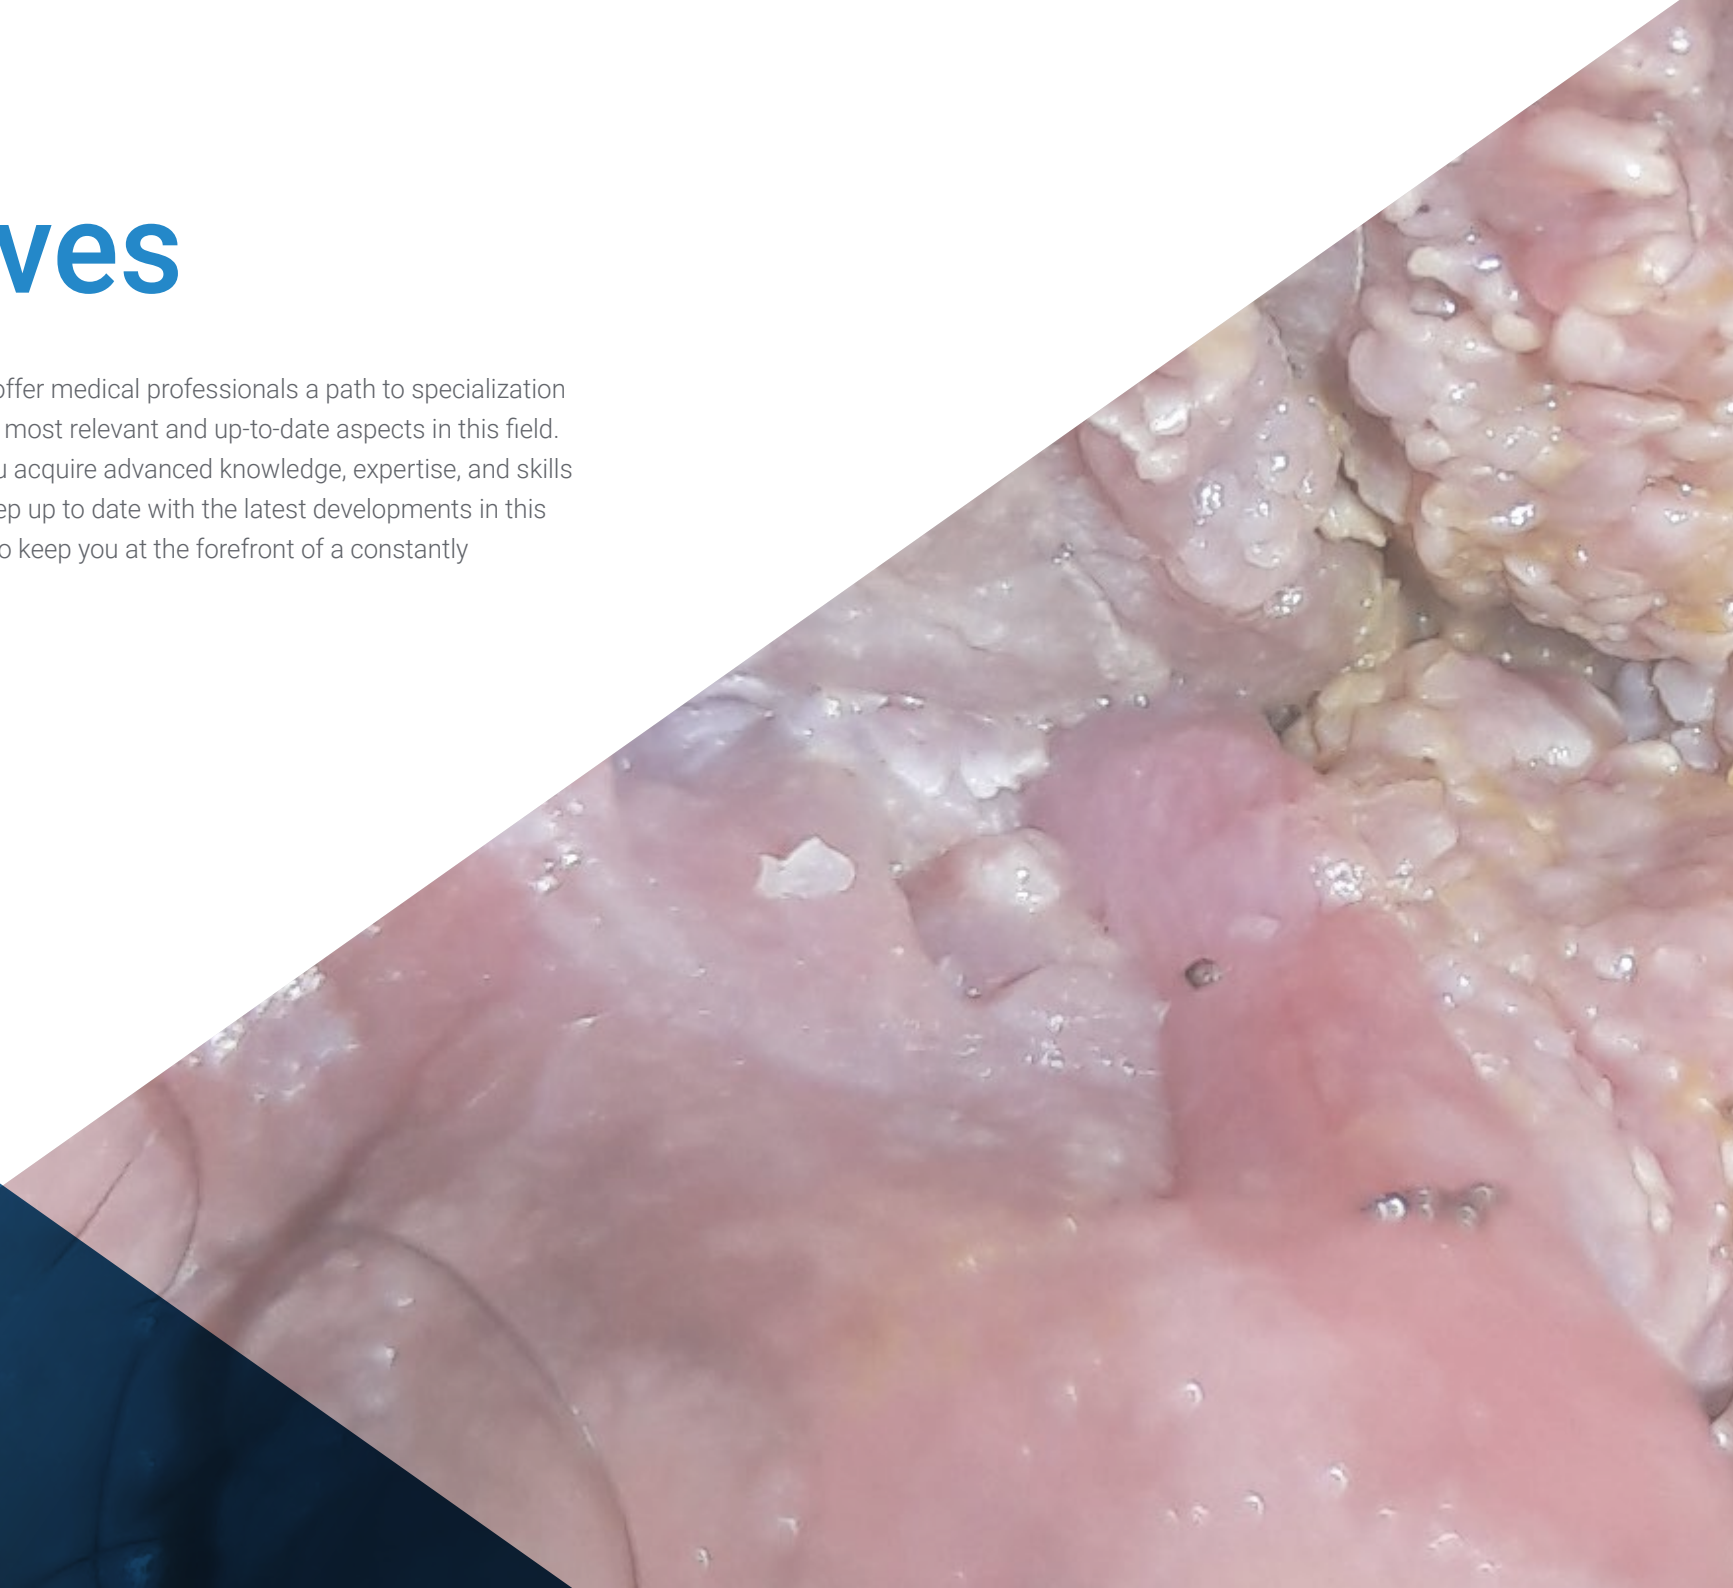 ves
offer medical professionals a path to specialization
most relevant and up-to-date aspects in this field.
u acquire advanced knowledge, expertise, and skills
ep up to date with the latest developments in this
o keep you at the forefront of a constantly